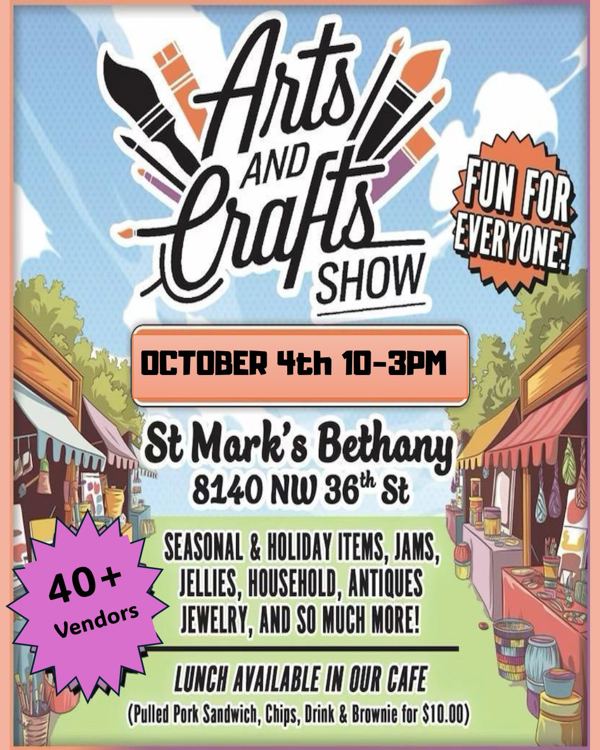 Arts
AND
Crafts
SHOW
FUN FOR
EVERYONE!
OCTOBER 4th 10-3PM
St Mark's Bethany
8140 NW 36th St
SEASONAL & HOLIDAY ITEMS, JAMS,
JELLIES, HOUSEHOLD, ANTIQUES
JEWELRY, AND SO MUCH MORE!
40+
Vendors
LUNCH AVAILABLE IN OUR CAFE
(Pulled Pork Sandwich, Chips, Drink & Brownie for $10.00)